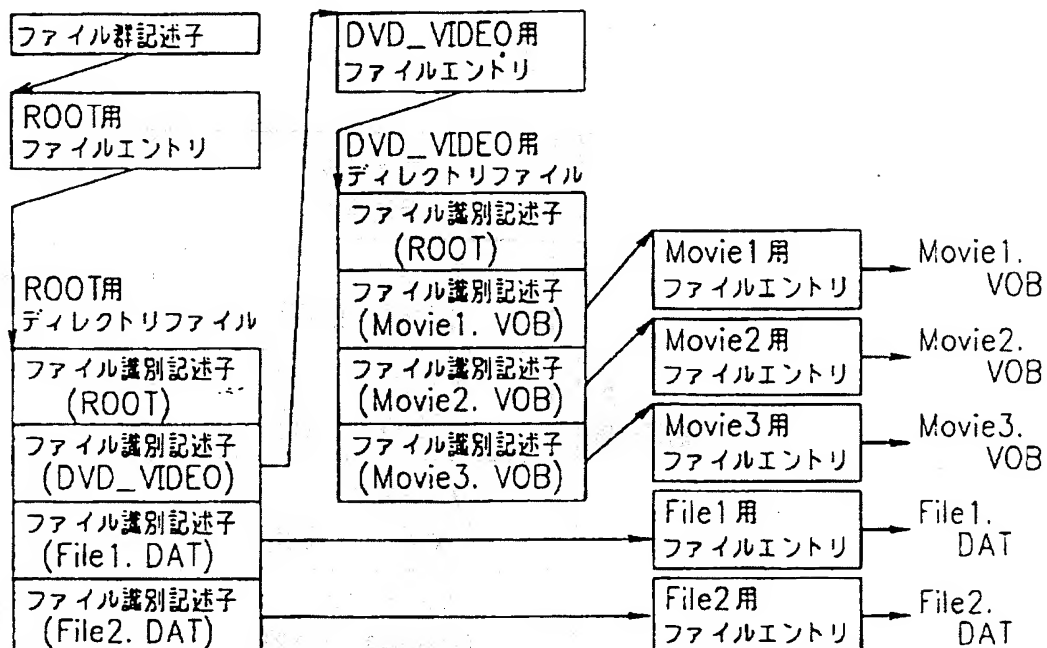 ファイル群記述子
ROOT用
ファイルエントリ
ROOT用
ディレクトリファイル
ファイル識別記述子
(ROOT)
ファイル識別記述子
(DVD_VIDEO)
ファイル識別記述子
(File1. DAT)
ファイル識別記述子
(File2. DAT)
DVD_VIDEO用
ファイルエントリ
DVD_VIDEO用
ディレクトリファイル
ファイル識別記述子
(ROOT)
ファイル識別記述子
(Movie1. VOB)
ファイル識別記述子
(Movie2. VOB)
ファイル識別記述子
(Movie3. VOB)
Movie1用
ファイルエントリ
Movie1.
VOB
Movie2用
ファイルエントリ
Movie2.
VOB
Movie3用
ファイルエントリ
Movie3.
VOB
File1用
ファイルエントリ
File1.
DAT
File2用
ファイルエントリ
File2.
DAT